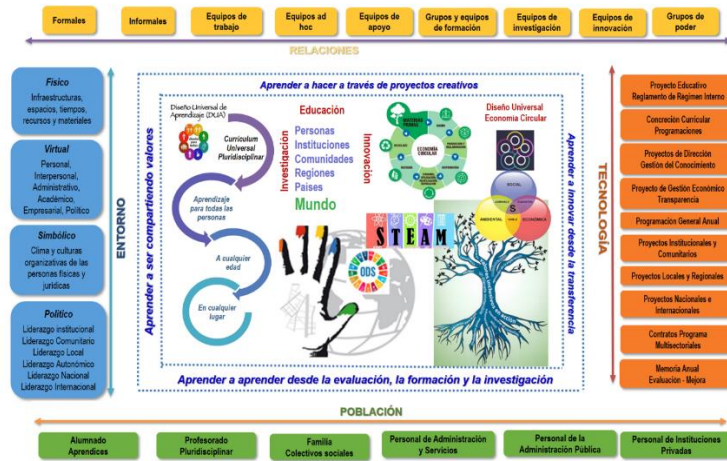 Formales
Informales
Equipos de
trabajo
Equipos ad
hoc
Equipos de
apoyo
Grupos y equipos
de formación
Equipos de
investigación
Equipos de
innovación
Grupos de
poder
RELACIONES
Físico
Infraestructuras,
espacios, tiempos,
recursos y materiales
Virtual
Personal,
Interpersonal,
Administrativo,
Académico,
Empresarial, Político
Simbólico
Clima y culturas
organizativas de las
personas físicas y
jurídicas
Político
Liderazgo institucional
Liderazgo Comunitario
Liderazgo Local
Liderazgo Autonómico
Liderazgo Nacional
Liderazgo Internacional
ENTORNO
Aprender a ser compartiendo valores
Aprender a hacer a través de proyectos creativos
Diseño Universal de
Aprendizaje (DUA)
Curriculum
Universal
Pluridisciplinar
Aprendizaje
para todas las
personas
A cualquier
edad
En cualquier
lugar
Educación
Investigación
Personas
Instituciones
Comunidades
Regiones
Países
Mundo
Innovación
ECONOMÍA
CIRCULAR
Diseño Universal
Economía Circular
SOCIAL
AMBIENTAL
S
ECONÓMICA
STEAM
ODS
Aprender a innovar desde la transferencia
Aprender a aprender desde la evaluación, la formación y la investigación
TECNOLOGÍA
Proyecto Educativo
Reglamento de Régimen Interno
Concreción Curricular
Programaciones
Proyectos de Dirección
Gestión del Conocimiento
Proyecto de Gestión Económico
Transparencia
Programación General Anual
Proyectos Institucionales y
Comunitarios
Proyectos Locales y Regionales
Proyectos Nacionales e
Internacionales
Contratos Programa
Multisectoriales
Memoria Anual
Evaluación - Mejora
POBLACIÓN
Alumnado
Aprendices
Profesorado
Pluridisciplinar
Familia
Colectivos sociales
Personal de Administración
y Servicios
Personal de la
Administración Pública
Personal de Instituciones
Privadas